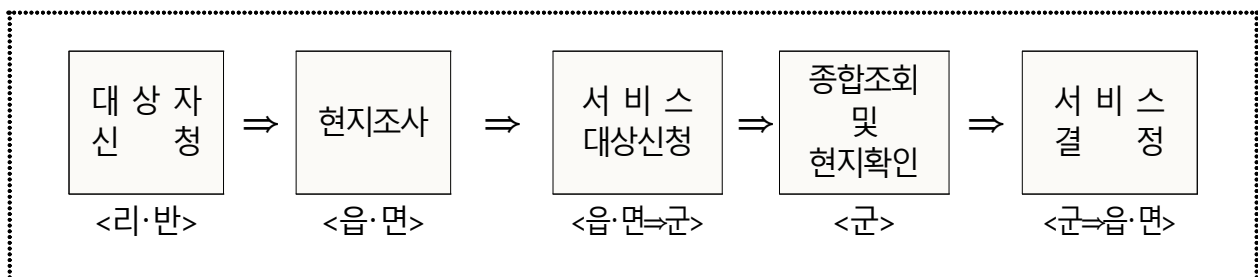 대 상 자
신 청
⇒
현지조사
⇒
서 비 스
대상신청
⇒
종합조회
및
현지확인
⇒
서 비 스
결 정
<리·반>
<읍·면>
<읍·면⇒군>
<군>
<군⇒읍·면>